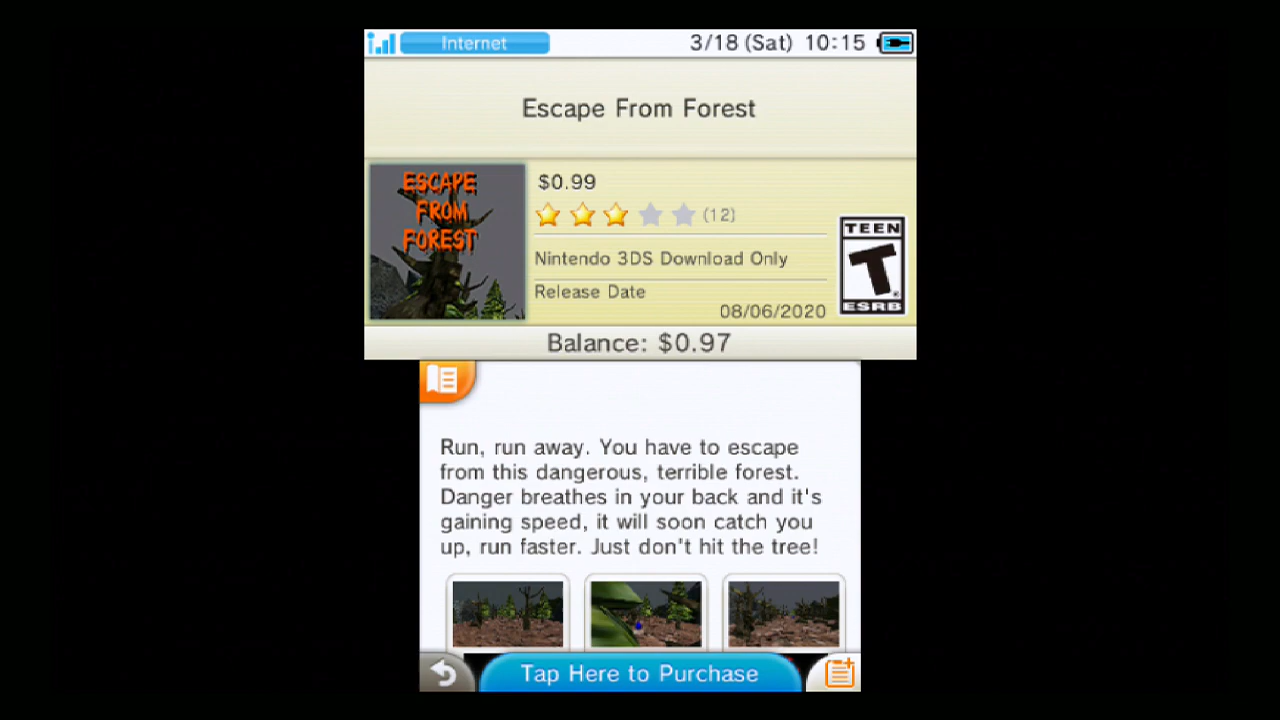 Internet
3/18 (Sat) 10:15
Escape From Forest
ESCAPE
FROM
FOREST
$0.99
(12)
Nintendo 3DS Download Only
Release Date
08/06/2020
TEEN
T
ESRB
Balance: $0.97
Run, run away. You have to escape
from this dangerous, terrible forest.
Danger breathes in your back and it's
gaining speed, it will soon catch you
up, run faster. Just don't hit the tree!
Tap Here to Purchase